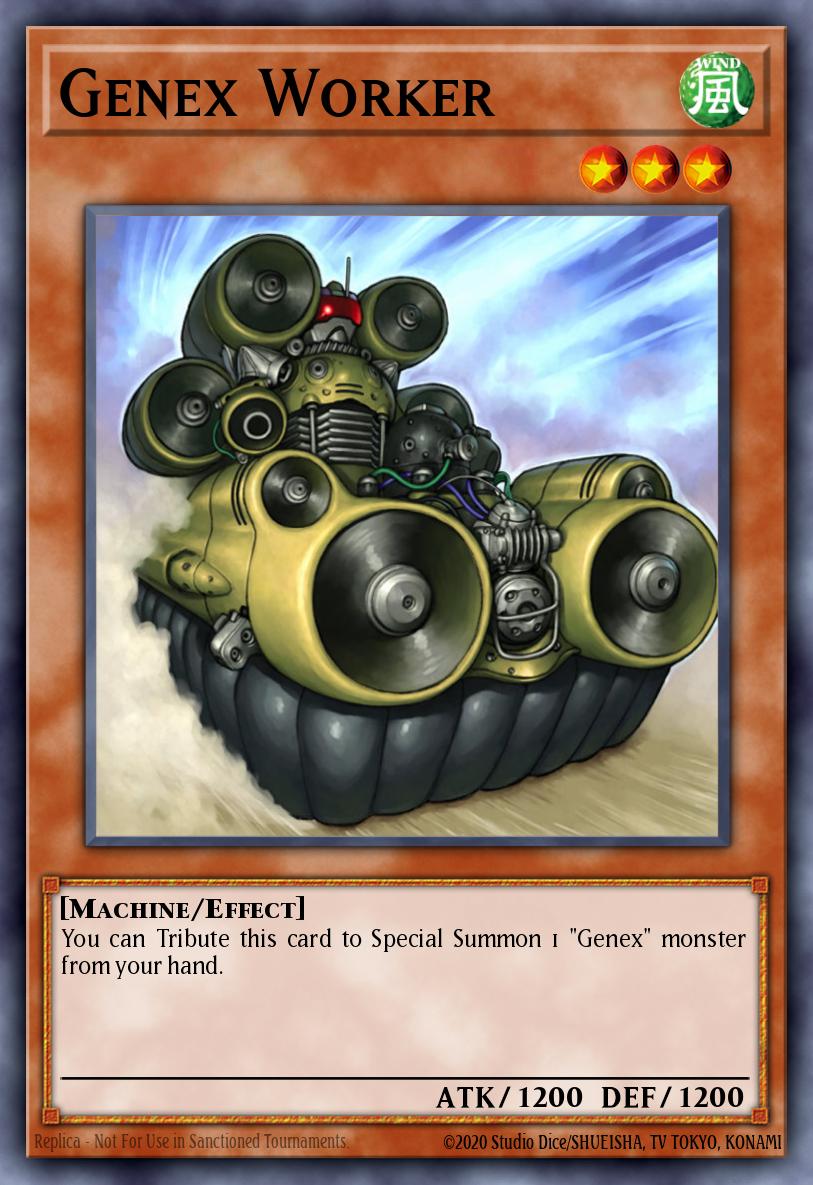 Genex Worker
WIND
風
[Machine/Effect]
You can Tribute this card to Special Summon 1 "Genex" monster
from your hand.
ATK/1200 DEF/1200
Replica - Not For Use in Sanctioned Tournaments.
©2020 Studio Dice/SHUEISHA, TV TOKYO, KONAMI